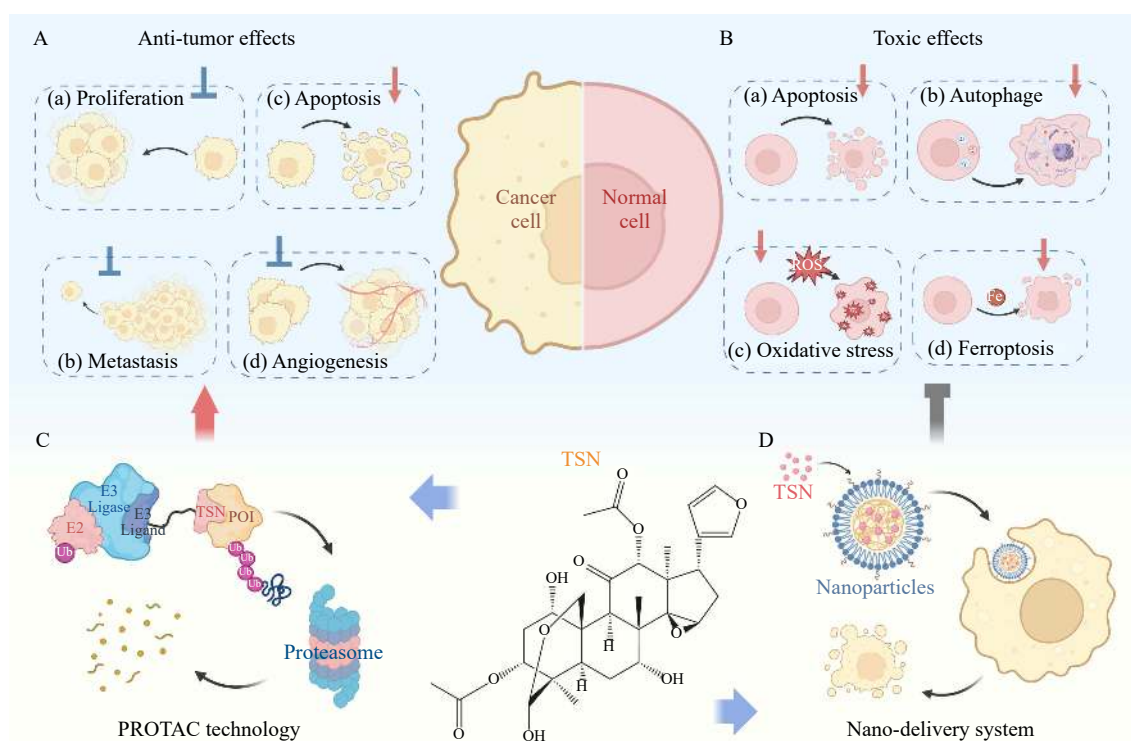 A
Anti-tumor effects
(a) Proliferation
(c) Apoptosis
(b) Metastasis
(d) Angiogenesis
Cancer
cell
Normal
cell
B
Toxic effects
(a) Apoptosis
(b) Autophage
ROS
(c) Oxidative stress
Fe
(d) Ferroptosis
C
E3
Ligase
E3
Ligand
E2
Ub
TSN
POI
Ub
Ub
Ub
Ub
Proteasome
PROTAC technology
TSN
O
O
O
OH
O
O
H
O
O
H
OH
O
OH
D
TSN
Nanoparticles
Nano-delivery system